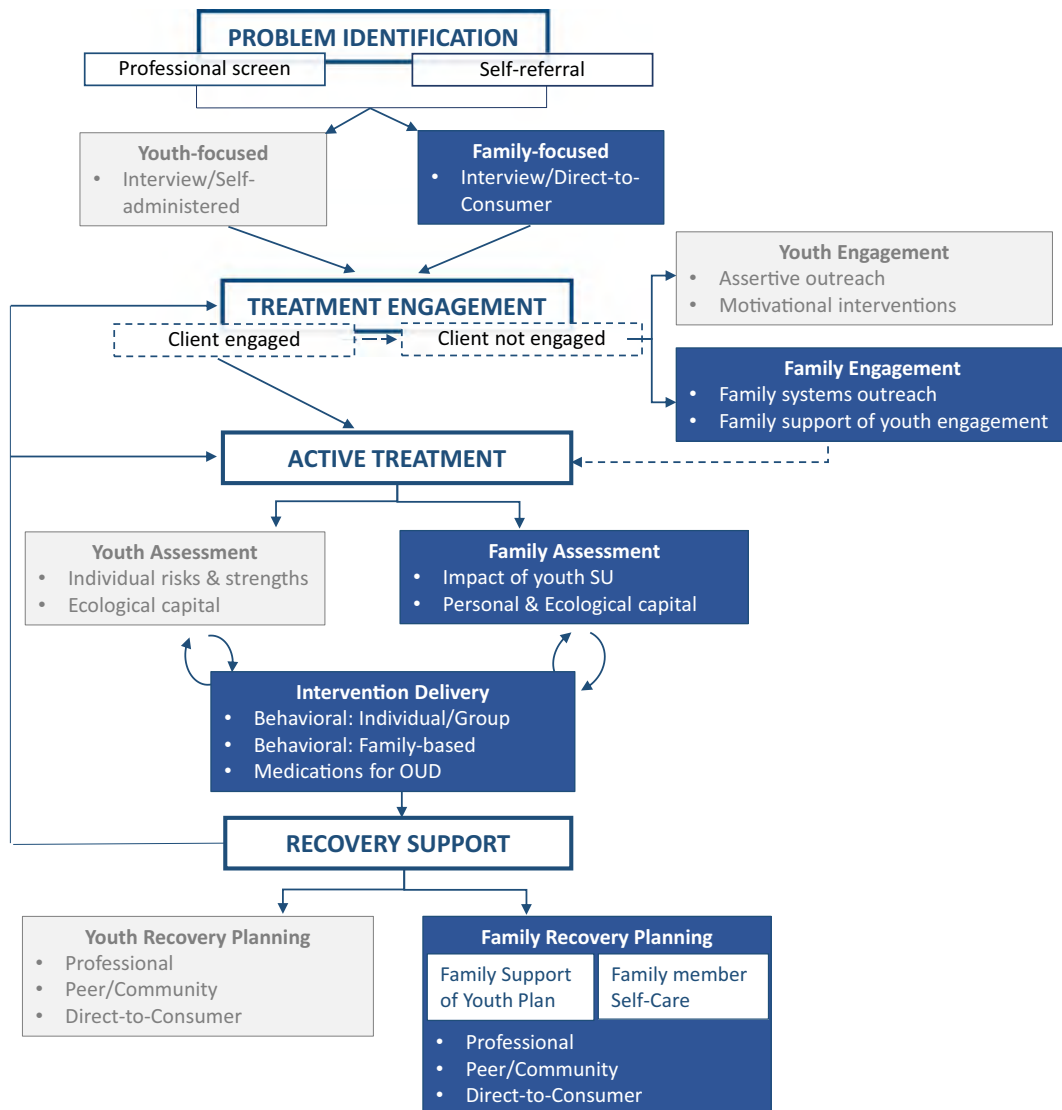 PROBLEM IDENTIFICATION
Professional screen
Self-referral
Youth-focused
• Interview/Self-
administered
Family-focused
• Interview/Direct-to-
Consumer
TREATMENT ENGAGEMENT
Client engaged
Client not engaged
Youth Engagement
• Assertive outreach
• Motivational interventions
Family Engagement
• Family systems outreach
• Family support of youth engagement
ACTIVE TREATMENT
Youth Assessment
• Individual risks & strengths
• Ecological capital
Family Assessment
• Impact of youth SU
• Personal & Ecological capital
Intervention Delivery
• Behavioral: Individual/Group
• Behavioral: Family-based
• Medications for OUD
RECOVERY SUPPORT
Youth Recovery Planning
• Professional
• Peer/Community
• Direct-to-Consumer
Family Recovery Planning
Family Support
of Youth Plan
Family member
Self-Care
• Professional
• Peer/Community
• Direct-to-Consumer